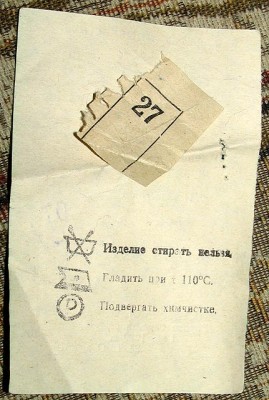 27
Изделие стирать нельзя.
Гладить при t 110°С.
Подвергать химчистке.